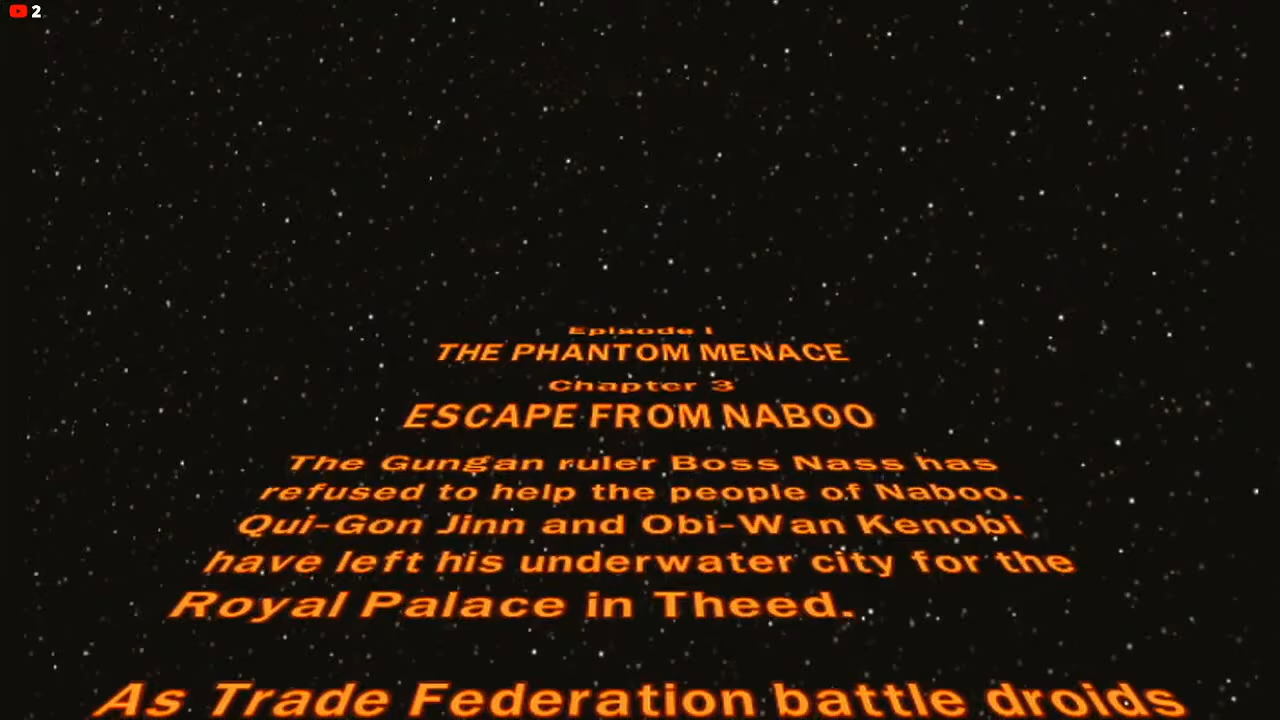 2
Episode I
THE PHANTOM MENACE
Chapter 3
ESCAPE FROM NABOO
The Gungan ruler Boss Nass has
refused to help the people of Naboo.
Qui-Gon Jinn and Obi-Wan Kenobi
have left his underwater city for the
Royal Palace in Theed.
As Trade Federation battle droids